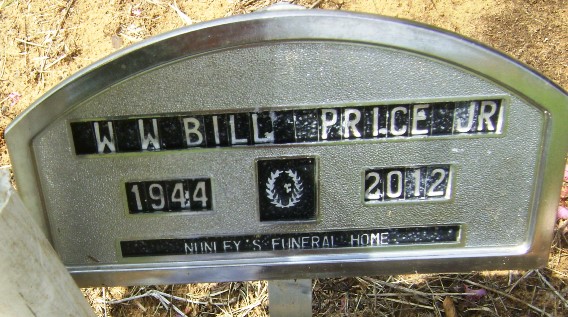 W W BILL PRICE JR
1944 2012
NUNLEY'S FUNERAL HOME